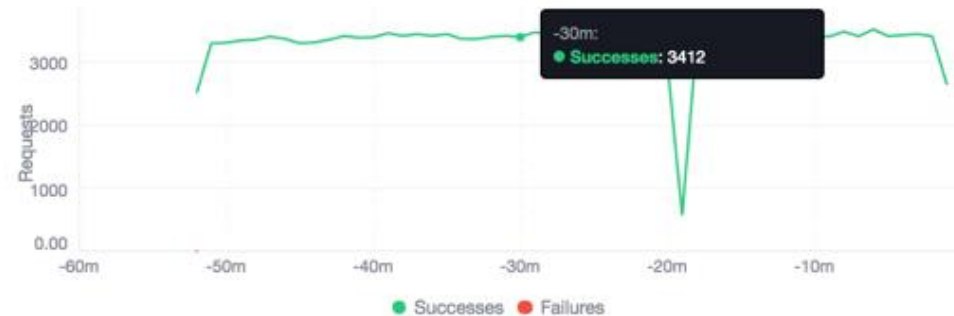 -30m:
Successes: 3412
3000
2000
1000
0.00
Requests
-60m -50m -40m -30m -20m -10m
Successes Failures